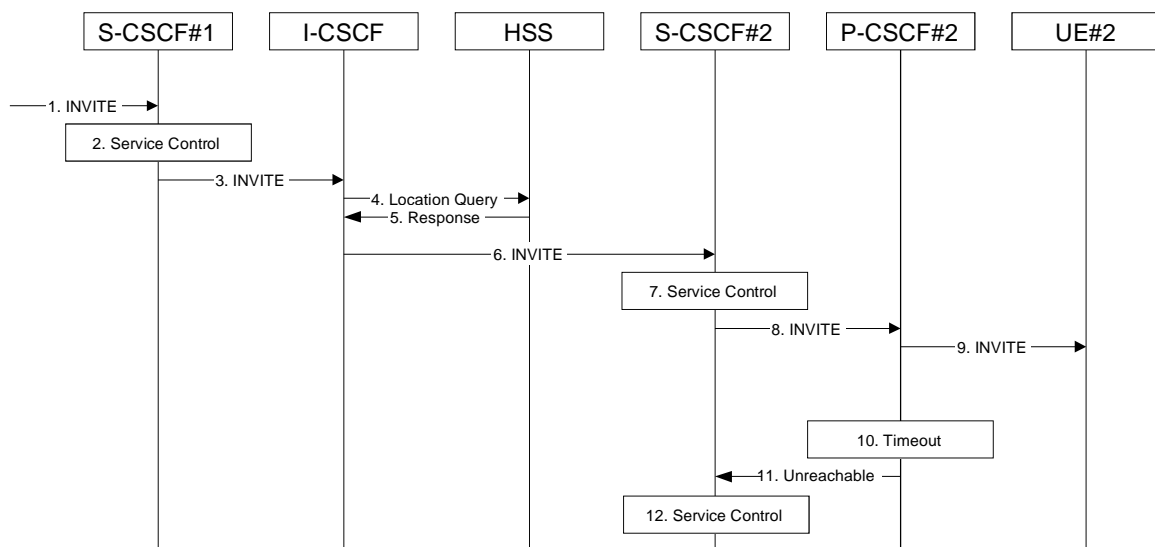 S-CSCF#1
I-CSCF
HSS
S-CSCF#2
P-CSCF#2
UE#2
1. INVITE
2. Service Control
3. INVITE
4. Location Query
5. Response
6. INVITE
7. Service Control
8. INVITE
9. INVITE
10. Timeout
11. Unreachable
12. Service Control